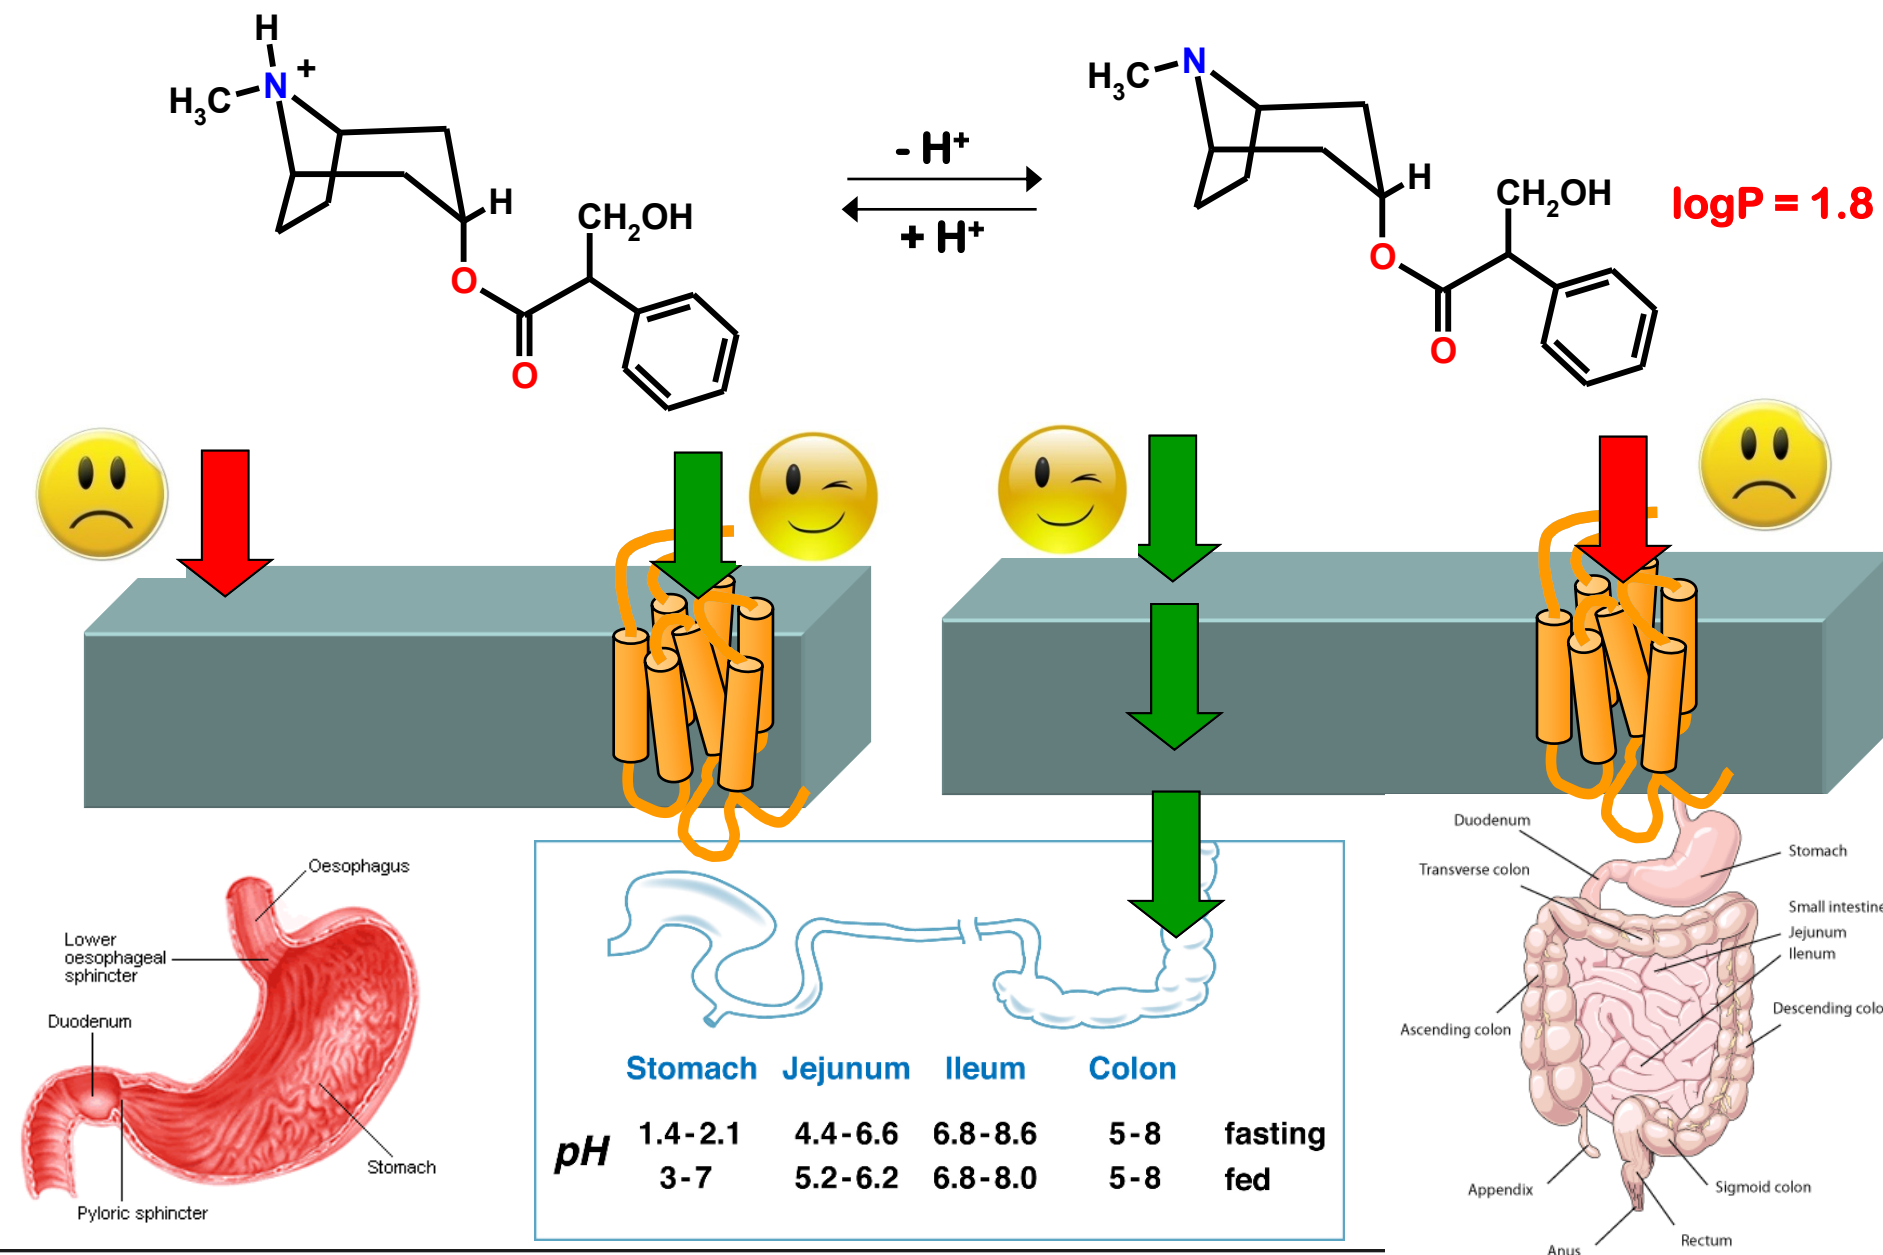 H
H₃C N +
H
CH₂OH
O
O
- H⁺
+ H⁺
H₃C N
H
CH₂OH
O
O
logP = 1.8
Oesophagus
Lower
oesophageal
sphincter
Duodenum
Stomach
Pyloric sphincter
Stomach Jejunum Ileum Colon
pH
1.4-2.1 4.4-6.6 6.8-8.6 5-8 fasting
3-7 5.2-6.2 6.8-8.0 5-8 fed
Duodenum
Stomach
Transverse colon
Small intestine
Jejunum
Ilenum
Descending colo
Ascending colon
Appendix
Sigmoid colon
Rectum
Anus